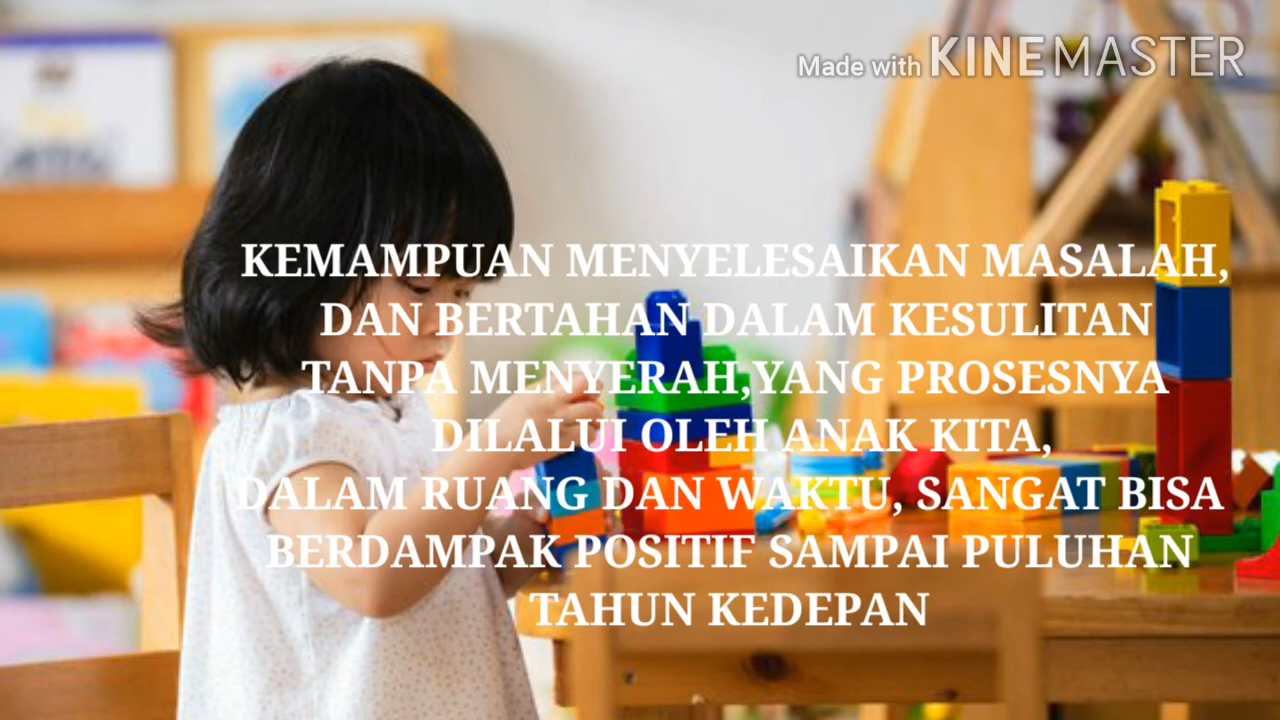 Made with KINEMASTER
KEMAMPUAN MENYELESAIKAN MASALAH,
DAN BERTAHAN DALAM KESULITAN
TANPA MENYERAH,YANG PROSESNYA
DILALUI OLEH ANAK KITA,
DALAM RUANG DAN WAKTU, SANGAT BISA
BERDAMPAK POSITIF SAMPAI PULUHAN
TAHUN KEDEPAN